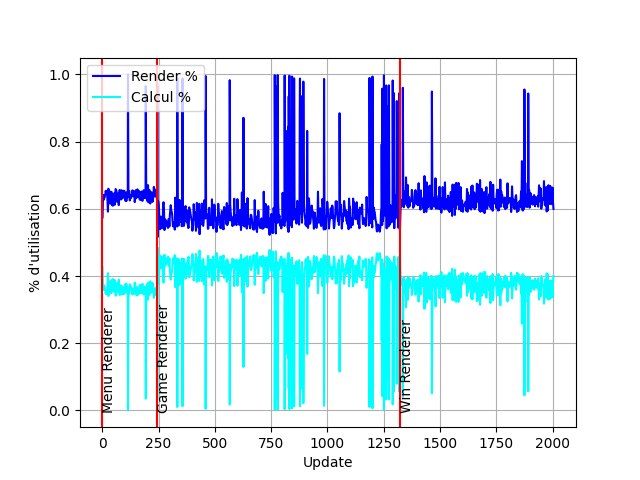 Render %
Calcul %
1.0
0.8
0.6
0.4
0.2
0.0
% d'utilisation
Menu Renderer
Game Renderer
Win Renderer
0
250
500
750
1000
1250
1500
1750
2000
Update